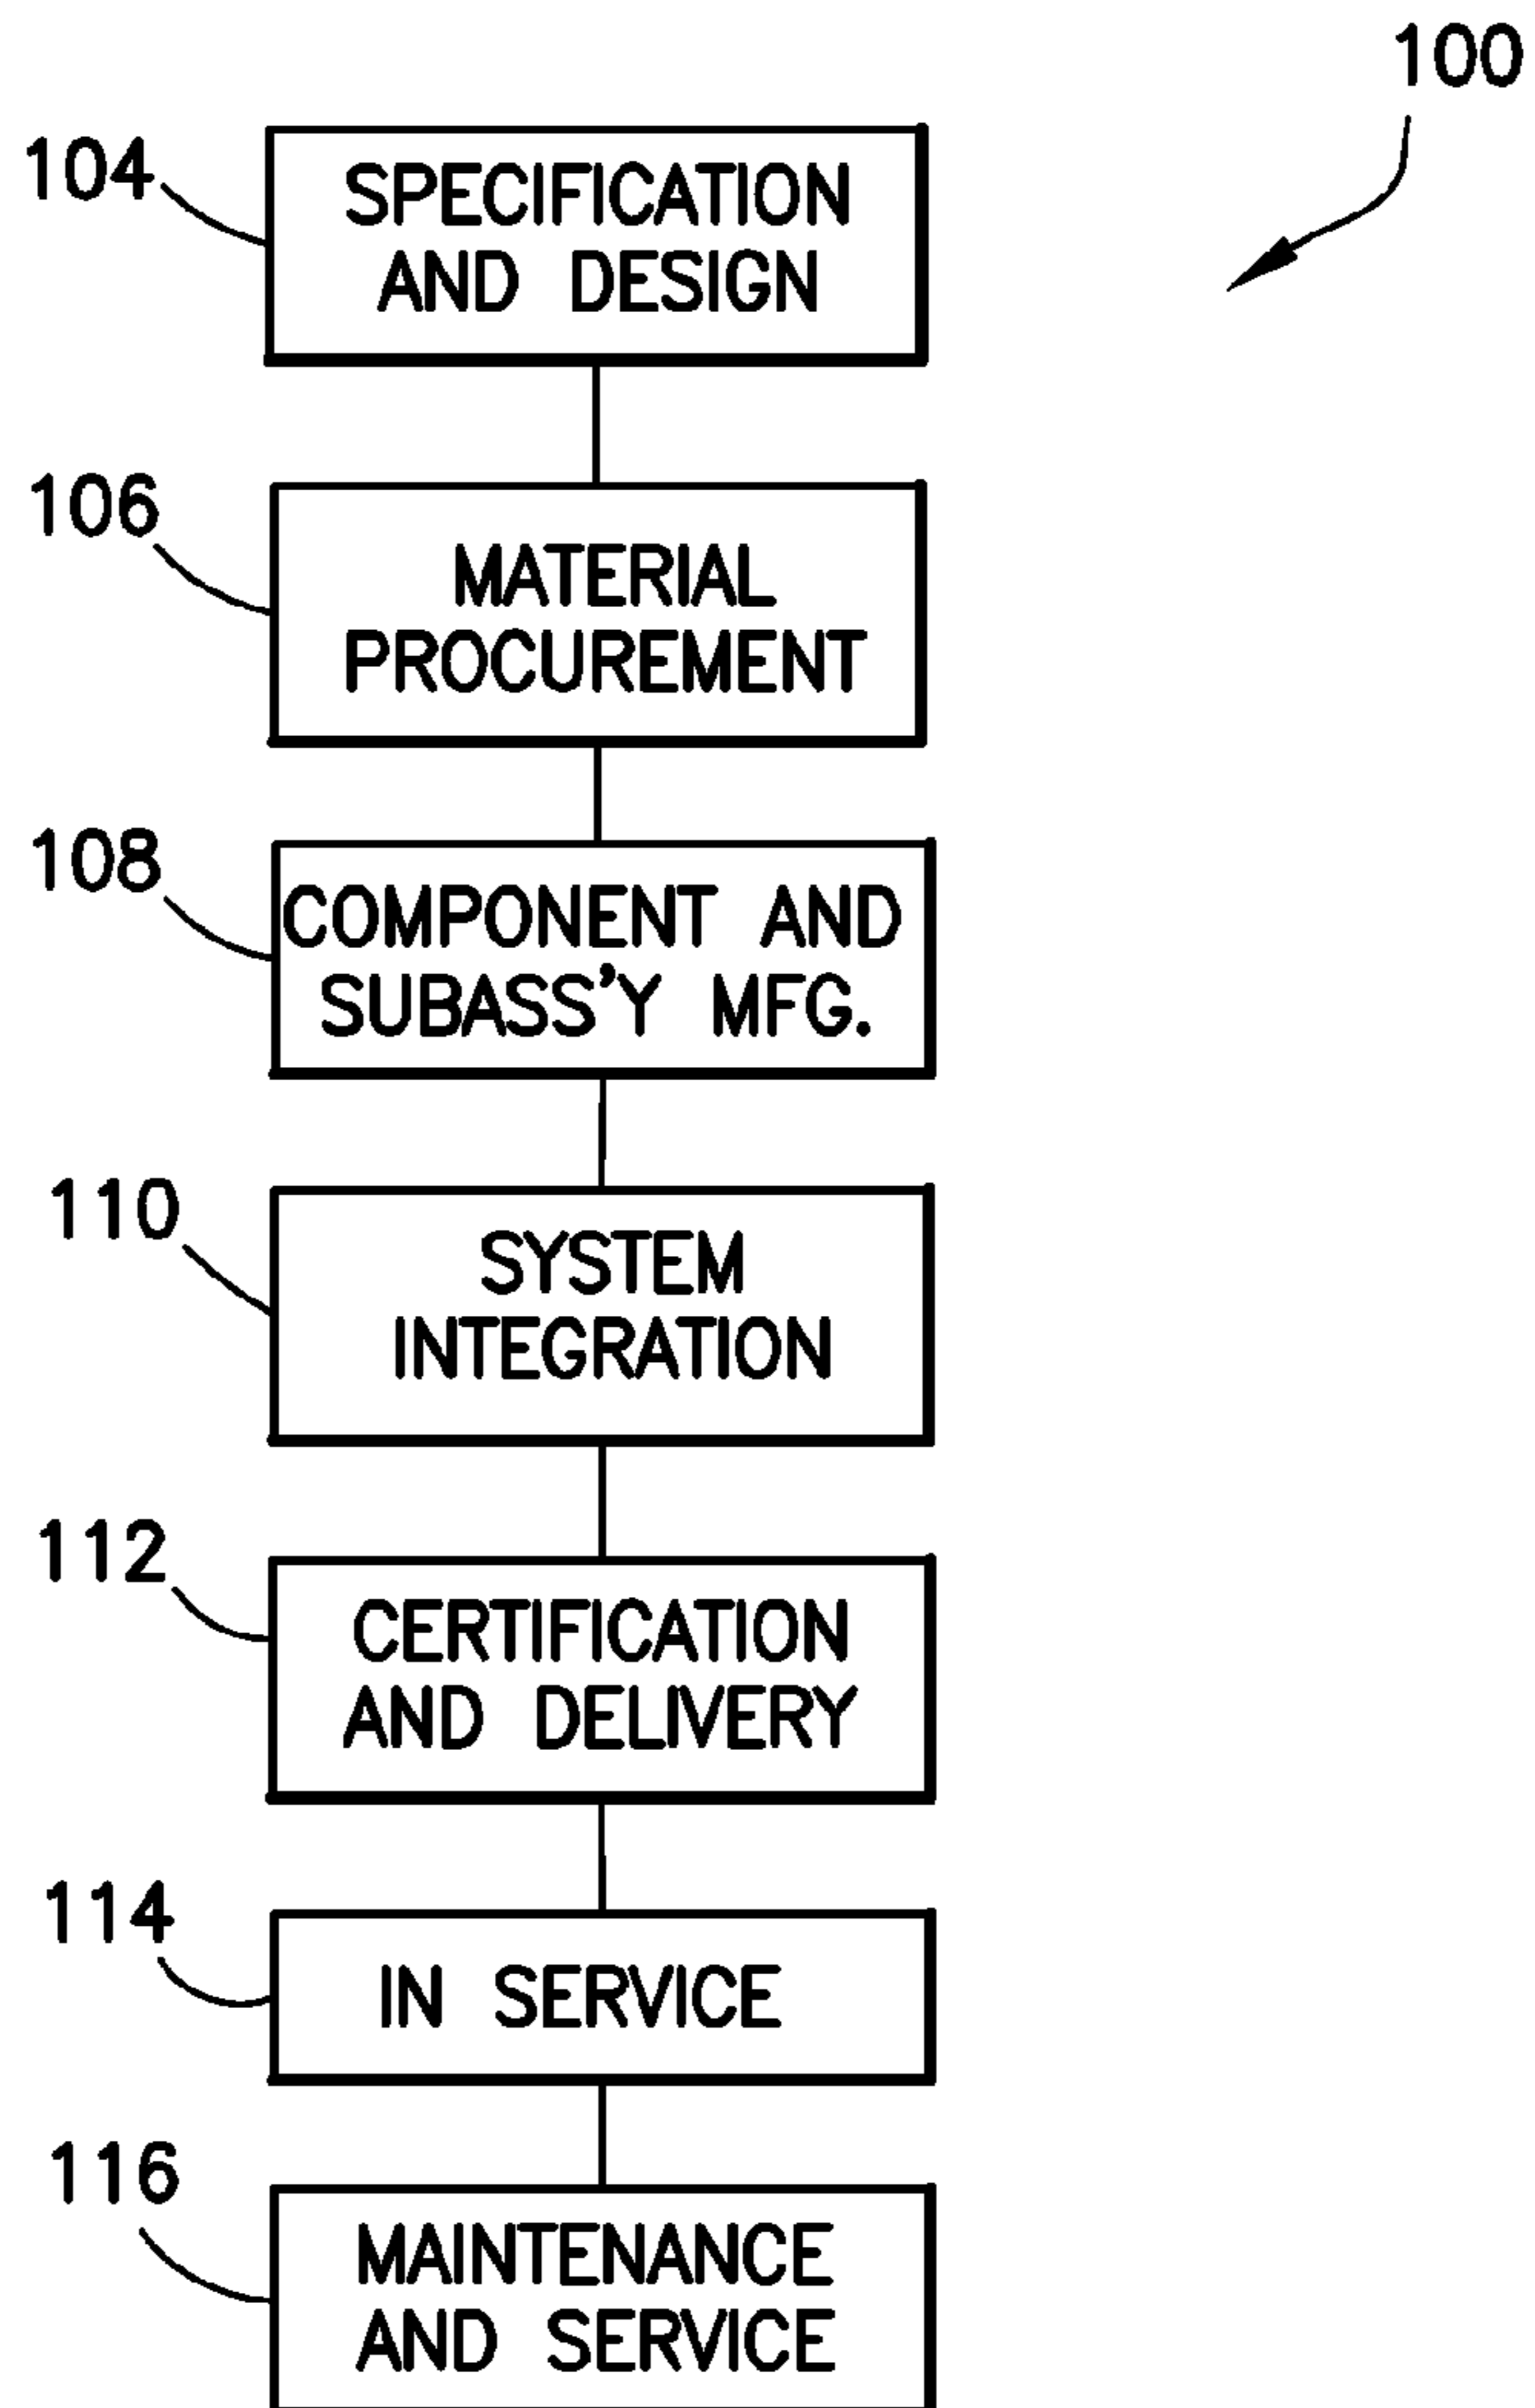 100
104
SPECIFICATION
AND DESIGN
106
MATERIAL
PROCUREMENT
108
COMPONENT AND
SUBASS'Y MFG.
110
SYSTEM
INTEGRATION
112
CERTIFICATION
AND DELIVERY
114
IN SERVICE
116
MAINTENANCE
AND SERVICE